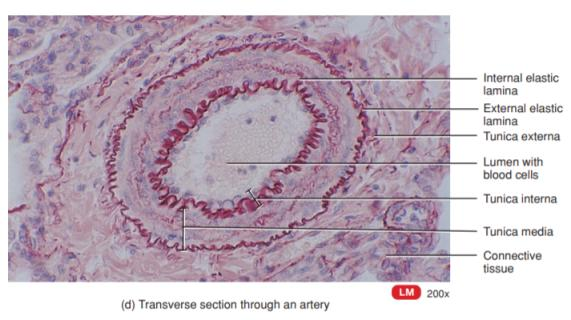 Internal elastic
lamina
External elastic
lamina
Tunica externa
Lumen with
blood cells
Tunica interna
Tunica media
Connective
tissue
LM 200x
(d) Transverse section through an artery